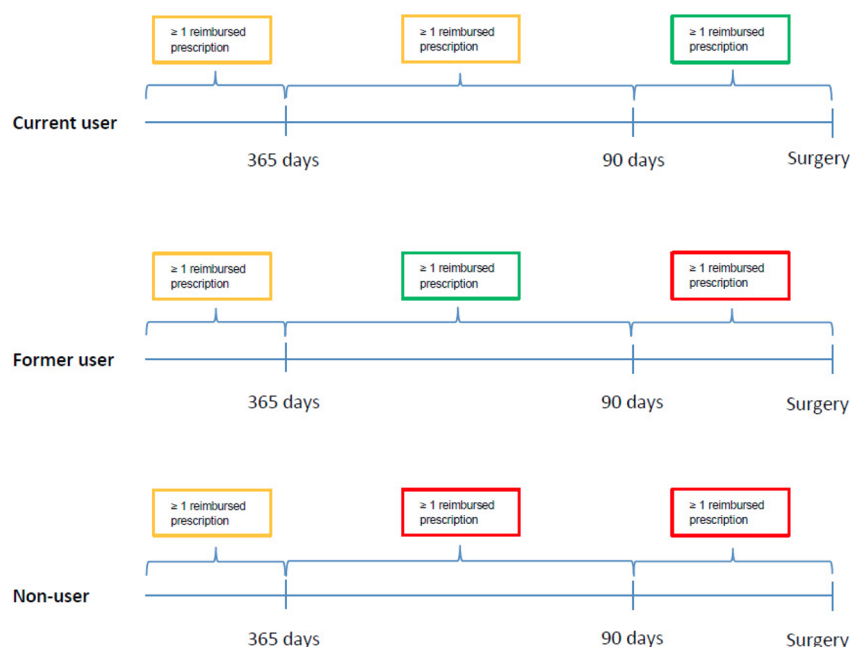 ≥ 1 reimbursed
prescription
≥ 1 reimbursed
prescription
≥ 1 reimbursed
prescription
Current user
365 days
90 days
Surgery
≥ 1 reimbursed
prescription
≥ 1 reimbursed
prescription
≥ 1 reimbursed
prescription
Former user
365 days
90 days
Surgery
≥ 1 reimbursed
prescription
≥ 1 reimbursed
prescription
≥ 1 reimbursed
prescription
Non-user
365 days
90 days
Surgery